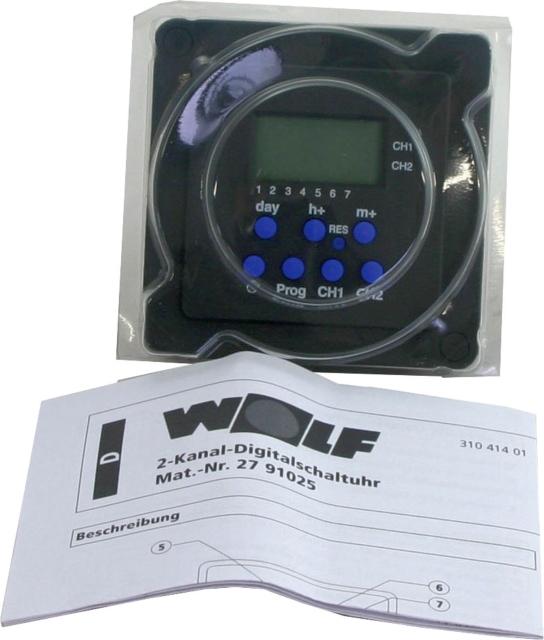 CH1
CH2
1 2 3 4 5 6 7
day h+ m+
RES
Prog CH1 CH2
WOLF
310 414 01
D
2-Kanal-Digitalschaltuhr
Mat.-Nr. 27 91025
Beschreibung
5
6
7